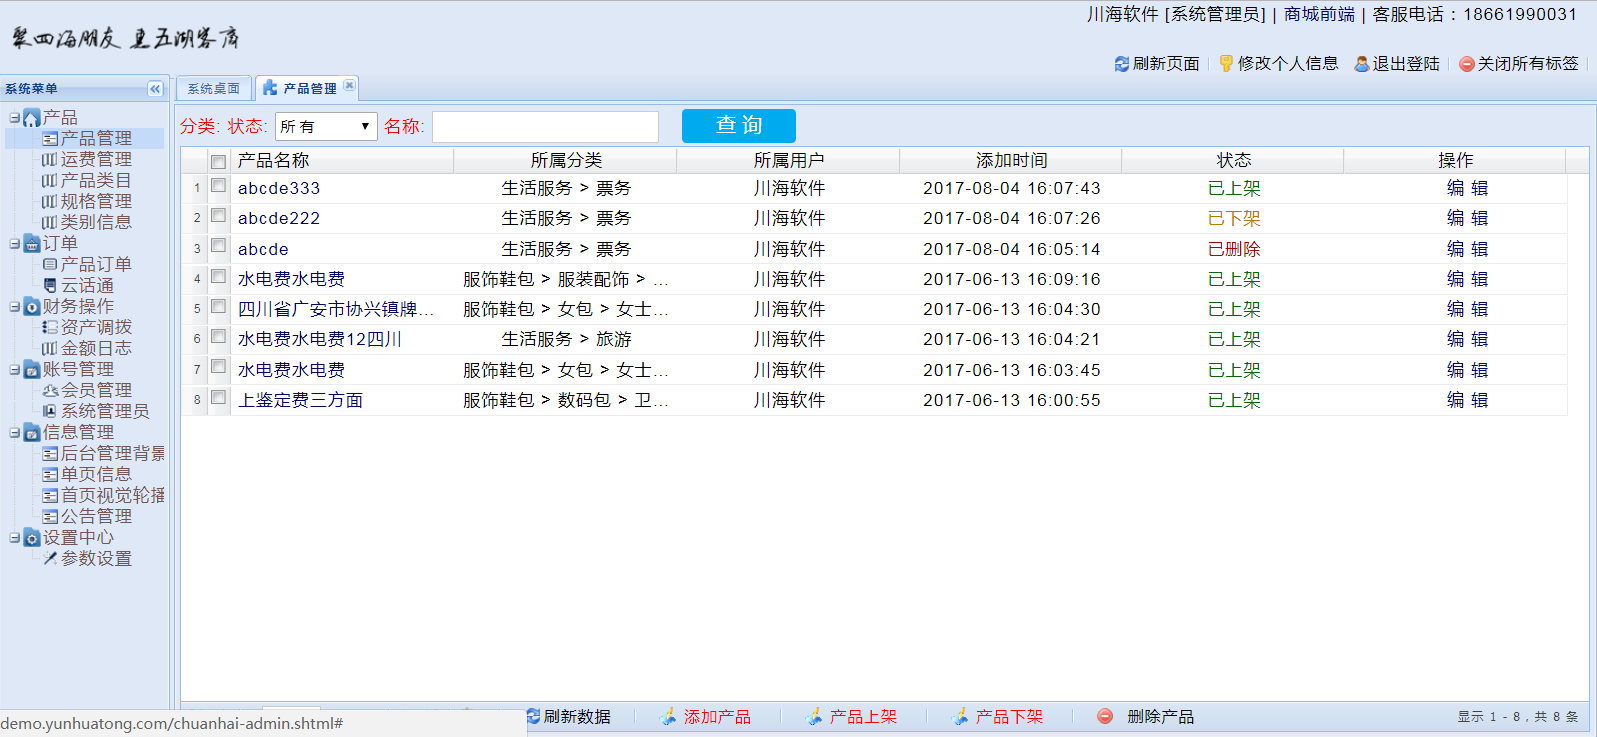 川海软件 [系统管理员] | 商城前端 | 客服电话：18661990031
聚四海朋友 惠五湖宾商
刷新页面 修改个人信息 退出登陆 关闭所有标签
系统菜单
系统桌面 产品管理
产品
产品管理
运费管理
产品类目
规格管理
类别信息
订单
产品订单
云话通
财务操作
资产调拨
金额日志
账号管理
会员管理
系统管理员
信息管理
后台管理背景
单页信息
首页视觉轮播
公告管理
设置中心
参数设置
分类: 状态: 所有 名称: 查 询
产品名称 所属分类 所属用户 添加时间 状态 操作
1 abcde333 生活服务 > 票务 川海软件 2017-08-04 16:07:43 已上架 编 辑
2 abcde222 生活服务 > 票务 川海软件 2017-08-04 16:07:26 已下架 编 辑
3 abcde 生活服务 > 票务 川海软件 2017-08-04 16:05:14 已删除 编 辑
4 水电费水电费 服饰鞋包 > 服装配饰 > ... 川海软件 2017-06-13 16:09:16 已上架 编 辑
5 四川省广安市协兴镇牌... 服饰鞋包 > 女包 > 女士... 川海软件 2017-06-13 16:04:30 已上架 编 辑
6 水电费水电费12四川 生活服务 > 旅游 川海软件 2017-06-13 16:04:21 已上架 编 辑
7 水电费水电费 服饰鞋包 > 女包 > 女士... 川海软件 2017-06-13 16:03:45 已上架 编 辑
8 上鉴定费三方面 服饰鞋包 > 数码包 > 卫... 川海软件 2017-06-13 16:00:55 已上架 编 辑
刷新数据 添加产品 产品上架 产品下架 删除产品 显示 1 - 8，共 8 条
demo.yunhuatong.com/chuanhai-admin.shtml#